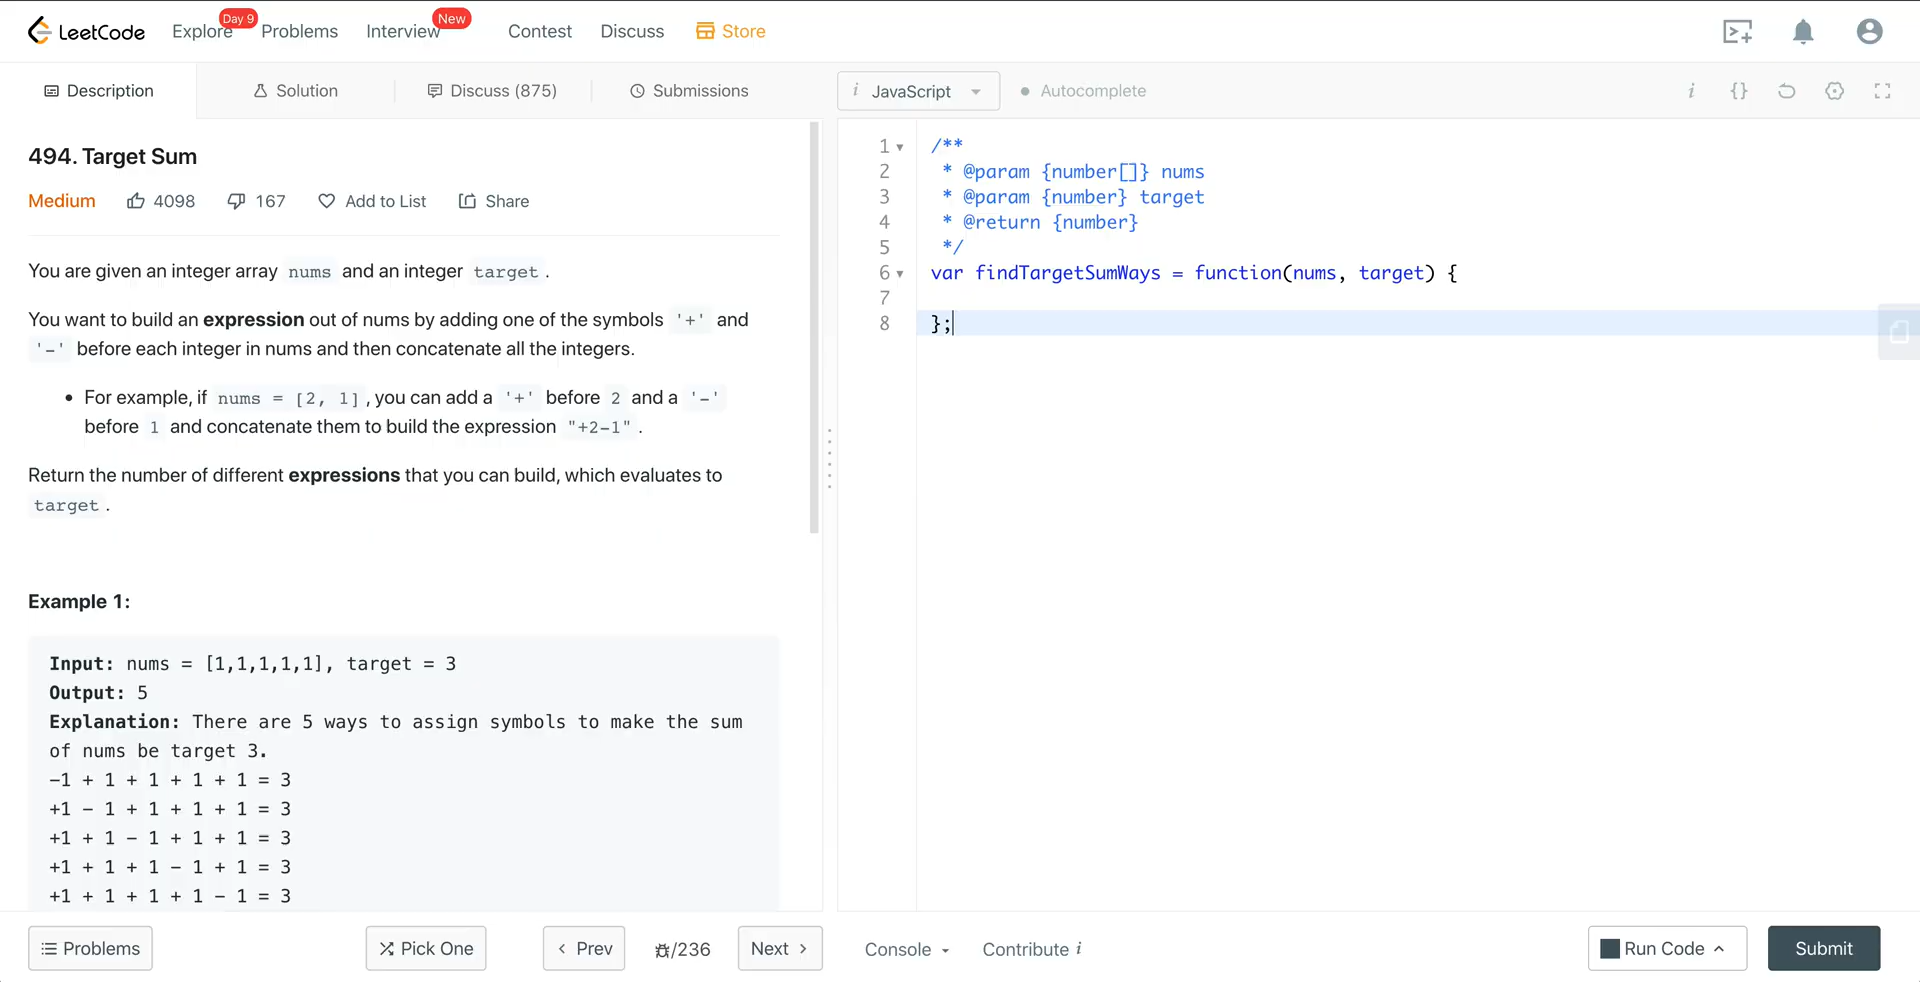 LeetCode
Explore
Day 9
Problems
Interview
New
Contest
Discuss
Store
Description
Solution
Discuss (875)
Submissions
i JavaScript
Autocomplete
i
{}
494. Target Sum
Medium
4098
167
Add to List
Share
You are given an integer array nums and an integer target .
You want to build an expression out of nums by adding one of the symbols '+' and
'-' before each integer in nums and then concatenate all the integers.
• For example, if nums = [2, 1] , you can add a '+' before 2 and a '-'
before 1 and concatenate them to build the expression "+2-1" .
Return the number of different expressions that you can build, which evaluates to
target .
Example 1:
Input: nums = [1,1,1,1,1], target = 3
Output: 5
Explanation: There are 5 ways to assign symbols to make the sum
of nums be target 3.
-1 + 1 + 1 + 1 + 1 = 3
+1 - 1 + 1 + 1 + 1 = 3
+1 + 1 - 1 + 1 + 1 = 3
+1 + 1 + 1 - 1 + 1 = 3
+1 + 1 + 1 + 1 - 1 = 3
1 /**
2 * @param {number[]} nums
3 * @param {number} target
4 * @return {number}
5 */
6 var findTargetSumWays = function(nums, target) {
7
8 };
Problems
Pick One
‹ Prev
/236
Next ›
Console
Contribute i
Run Code
Submit